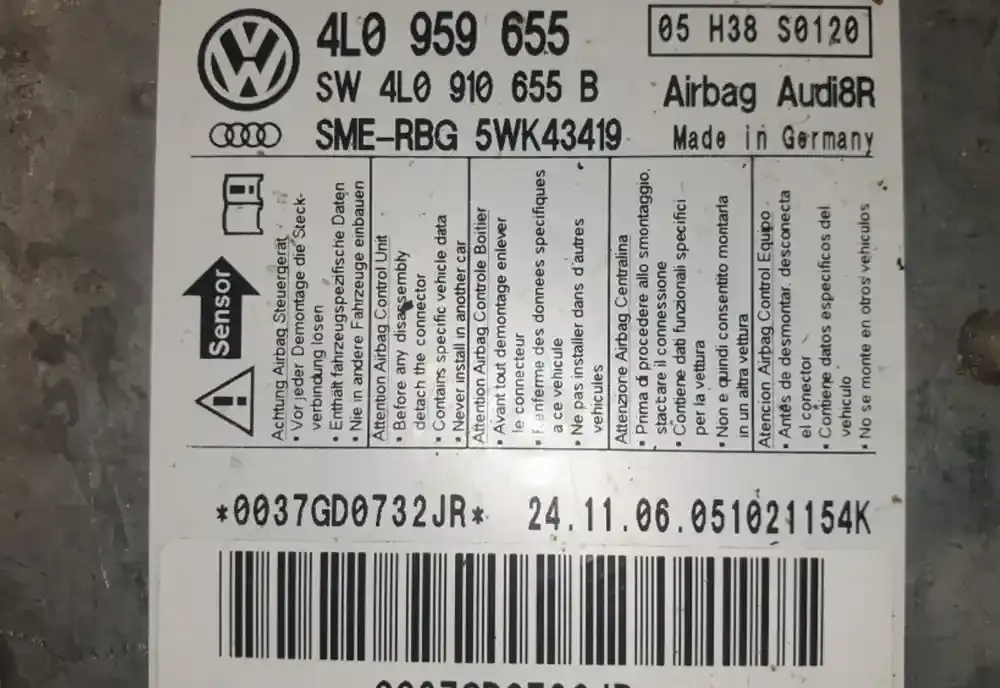 4L0 959 655
05 H38 S0120
SW 4L0 910 655 B
Airbag Audi8R
SME-RBG 5WK43419
Made in Germany
Sensor
Achtung Airbag Steuergerät
• Vor jeder Demontage die Steck-
verbindung losen
• Enthält fahrzeugspezifische Daten
• Nie in andere Fahrzeuge einbauen
Attention Airbag Control Unit
• Before any disassembly
detach the connector
• Contains specific vehicle data
• Never install in another car
Attention Airbag Controle Boitier
• Avant tout demontage enlever
le connecteur
• Renferme des données specifiques
a ce vehicule
• Ne pas installer dans d'autres
vehicules
Attenzione Airbag Centralina
• Prima di procedere allo smontaggio,
stactare il connessione
• Contiene dati funzionali specifici
per la vettura
• Non e quindi consentito montarla
in un altra vettura
Atencion Airbag Control Equipo
• Antés de desmontar, desconecta
el conector
• Contiene datos especificos del
vehiculo
• No se monte en otros vehiculos
*0037GD0732JR* 24.11.06.051021154K